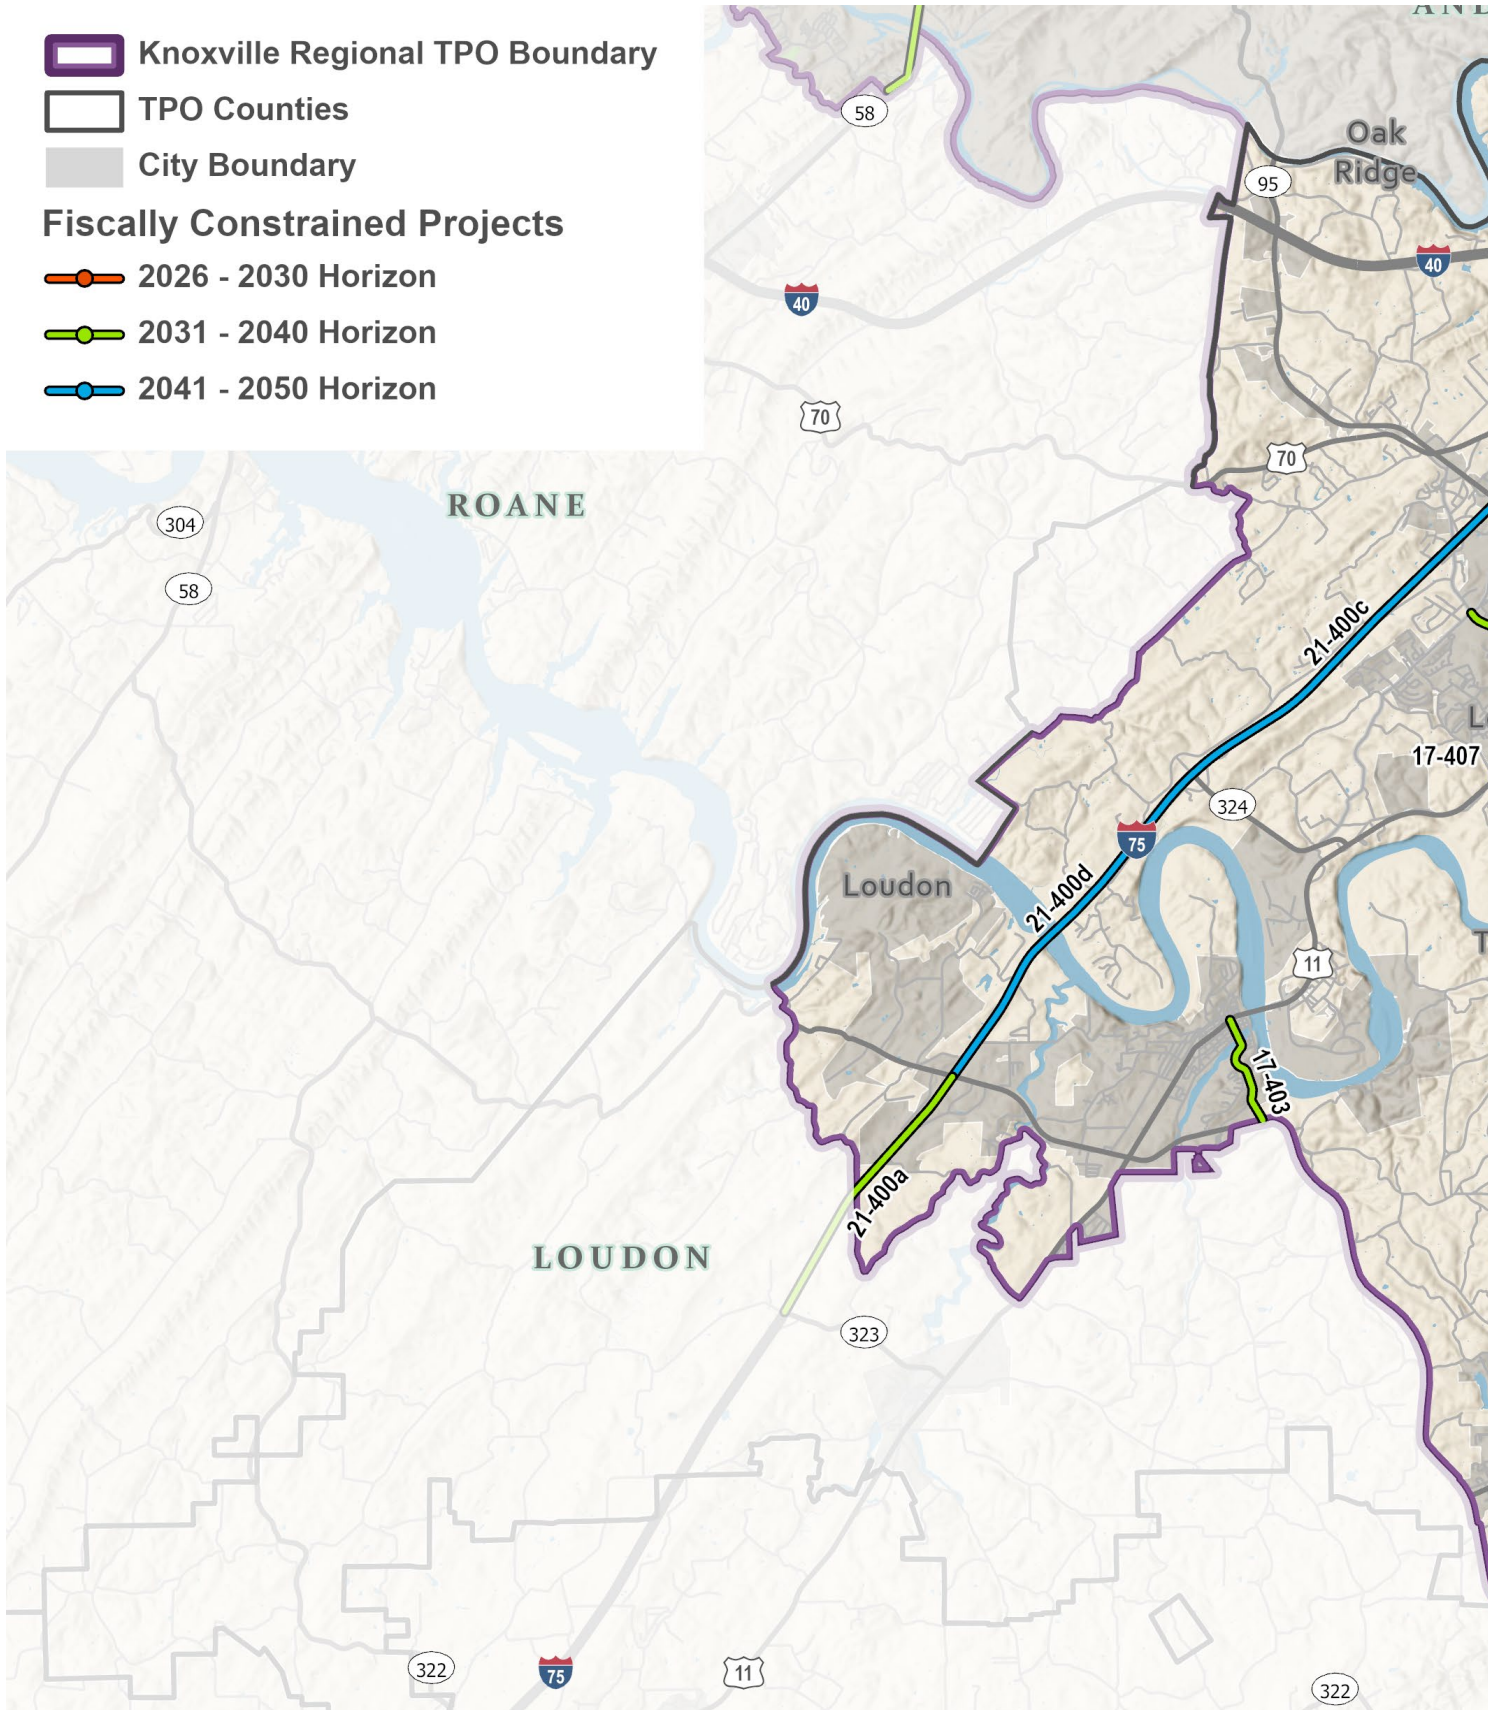 Knoxville Regional TPO Boundary
TPO Counties
City Boundary
Fiscally Constrained Projects
2026 - 2030 Horizon
2031 - 2040 Horizon
2041 - 2050 Horizon
58
95
Oak
Ridge
40
40
70
70
ROANE
304
58
21-400c
17-407
324
75
Loudon
21-400d
11
17-403
21-400a
LOUDON
323
322
75
11
322